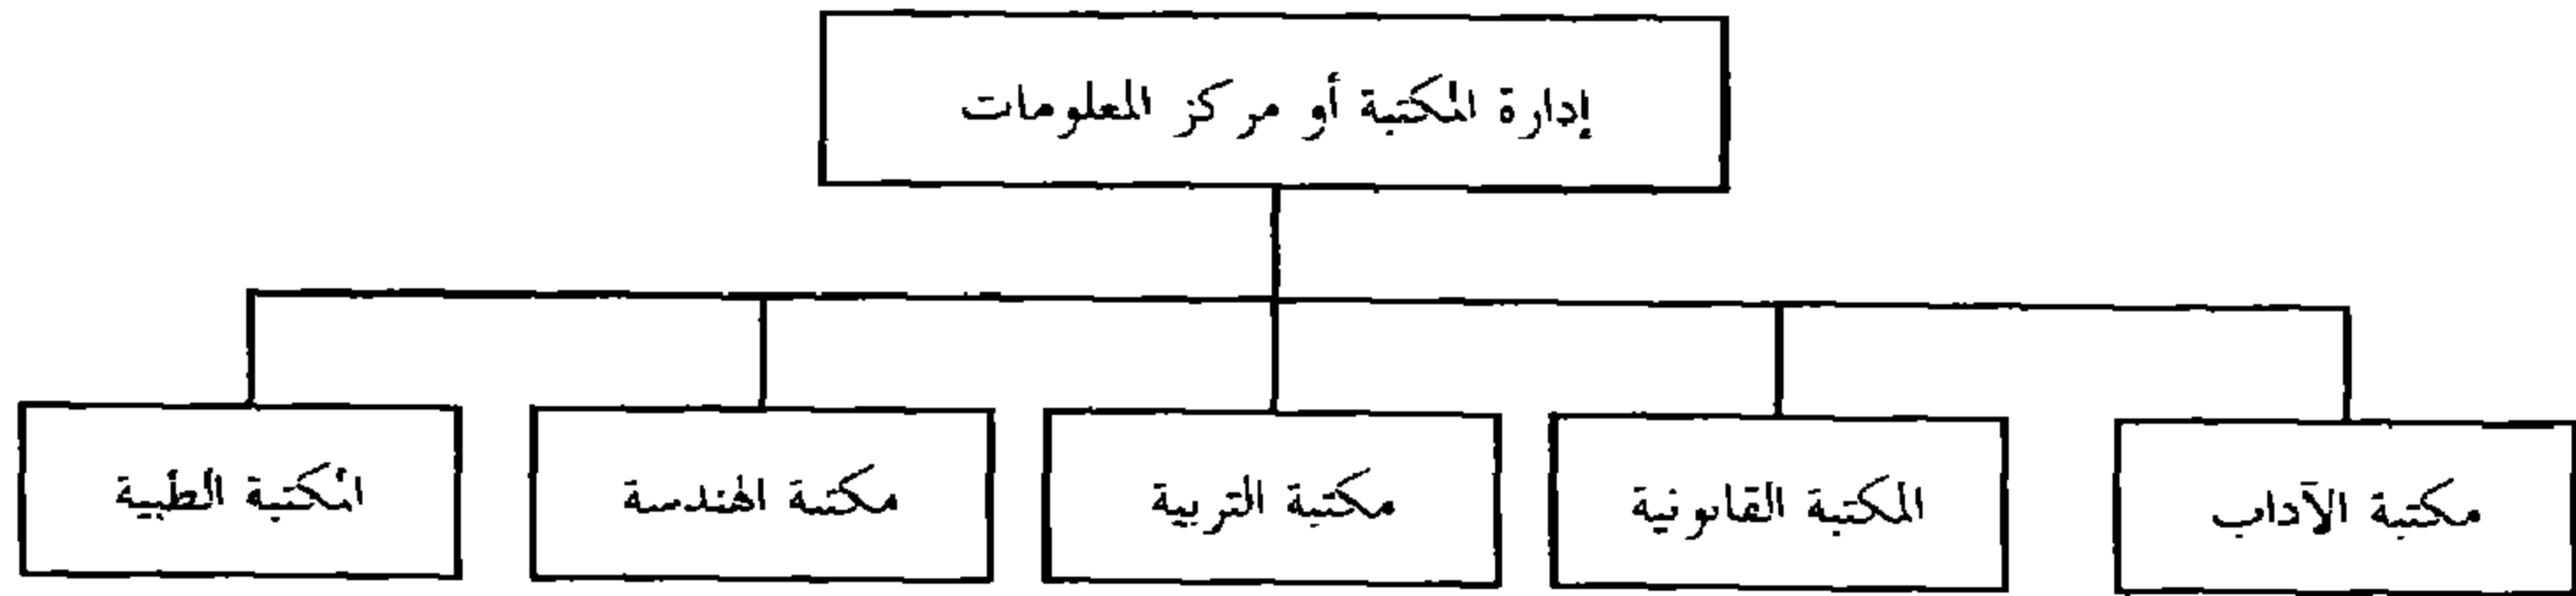 إدارة المكتبة أو مركز المعلومات
مكتبة الآداب
المكتبة القانونية
مكتبة التربية
مكتبة الهندسة
المكتبة الطبية